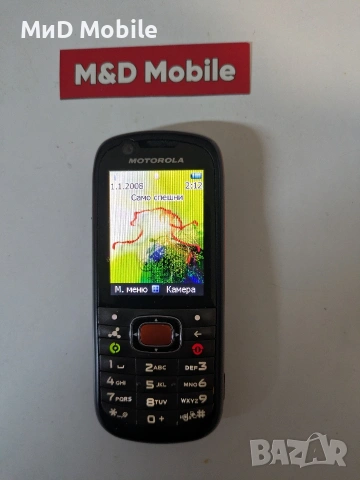 МиD Mobile
M&D Mobile
MOTOROLA
1.1.2008 2:12
Само спешни
М. меню Камера
1 2ABC DEF3
4GHI 5JKL MNO6
7PQRS 8TUV WXYZ9
* 0+ #
BAZAR